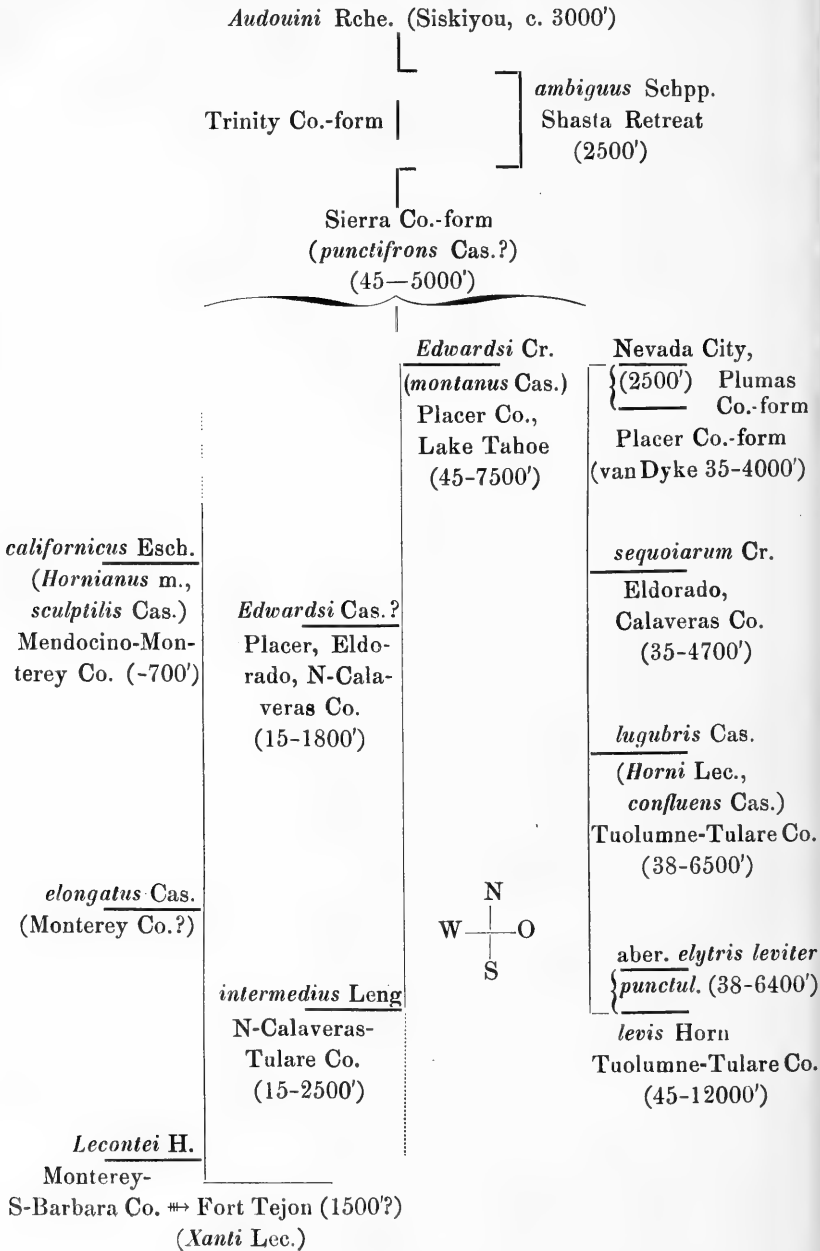 Audouini Rche. (Siskiyou, c. 3000')
Trinity Co.-form
ambiguus Schpp.
Shasta Retreat
(2500')
Sierra Co.-form
(punctifrons Cas.?)
(45—5000')
californicus Esch.
(Hornianus m.,
sculptilis Cas.)
Mendocino-Mon-
terey Co. (-700')
elongatus Cas.
(Monterey Co.?)
Lecontei H.
Monterey-
S-Barbara Co. ⇻ Fort Tejon (1500'?)
(Xanti Lec.)
Edwardsi Cas.?
Placer, Eldo-
rado, N-Cala-
veras Co.
(15-1800')
intermedius Leng
N-Calaveras-
Tulare Co.
(15-2500')
Edwardsi Cr.
(montanus Cas.)
Placer Co.,
Lake Tahoe
(45-7500')
N
W O
S
Nevada City,
(2500') Plumas
Co.-form
Placer Co.-form
(van Dyke 35-4000')
sequoiarum Cr.
Eldorado,
Calaveras Co.
(35-4700')
lugubris Cas.
(Horni Lec.,
confluens Cas.)
Tuolumne-Tulare Co.
(38-6500')
aber. elytris leviter
punctul. (38-6400')
levis Horn
Tuolumne-Tulare Co.
(45-12000')